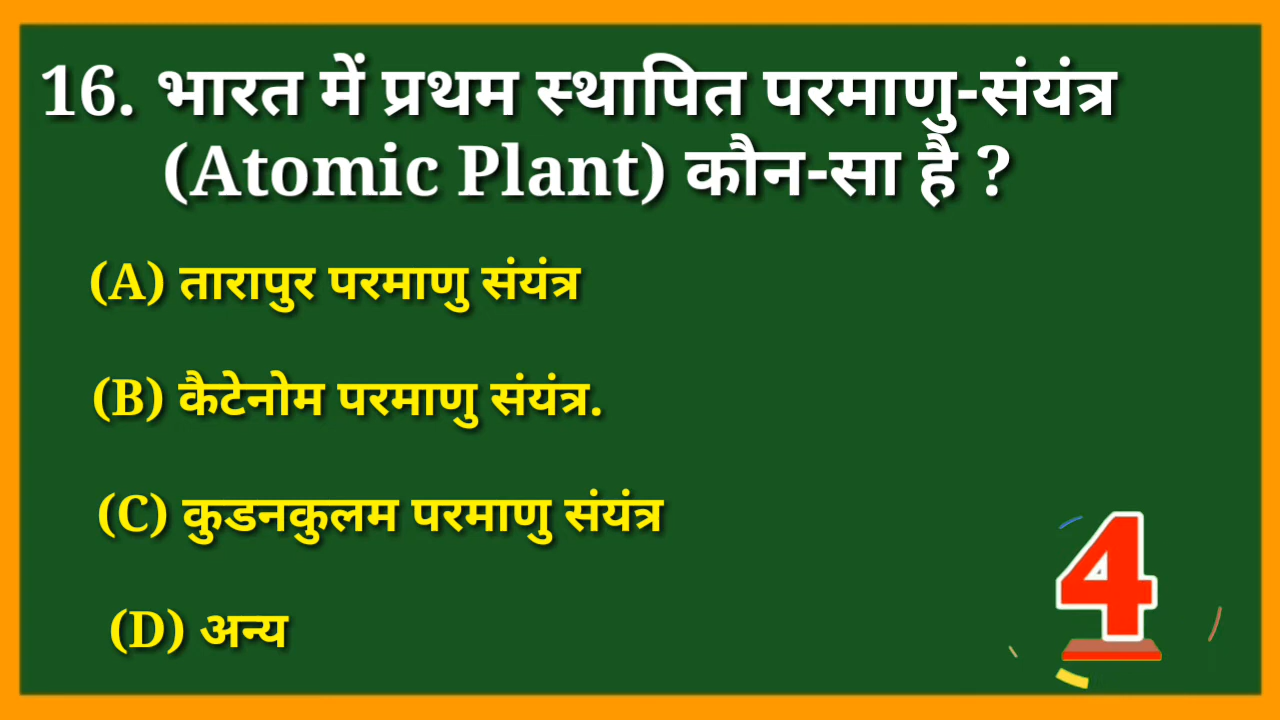 16. भारत में प्रथम स्थापित परमाणु-संयंत्र
(Atomic Plant) कौन-सा है ?
(A) तारापुर परमाणु संयंत्र
(B) कैटेनोम परमाणु संयंत्र.
(C) कुडनकुलम परमाणु संयंत्र
(D) अन्य
4